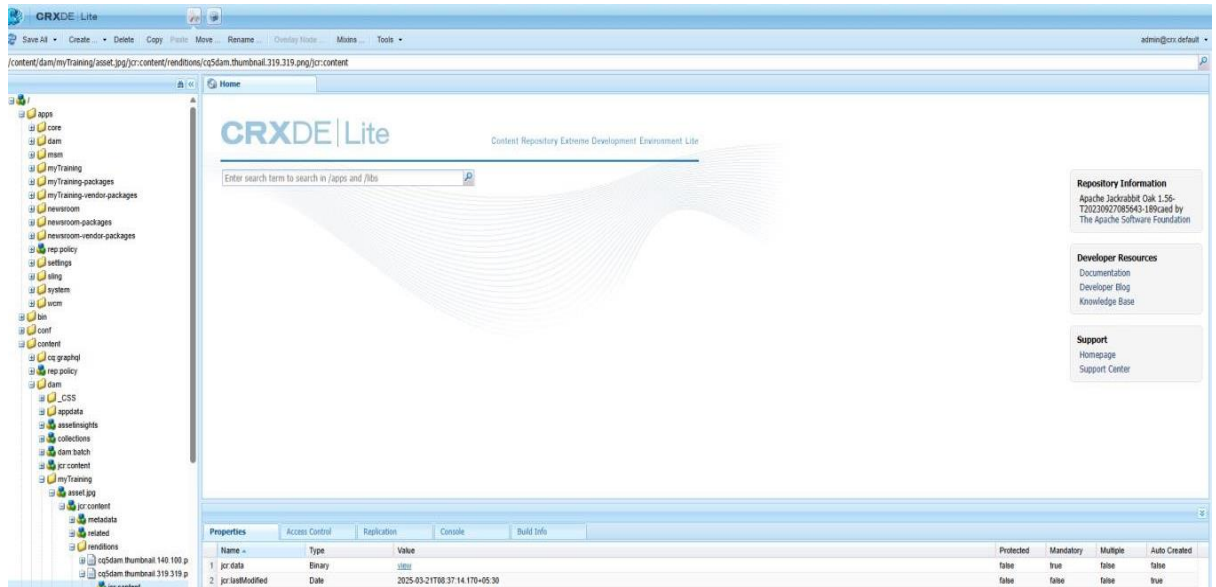 CRXDE Lite
Save All Create ... Delete Copy Paste Move ... Rename ... Overlay Node ... Mixins ... Tools admin@crx.default
/content/dam/myTraining/asset.jpg/jcr:content/renditions/cq5dam.thumbnail.319.319.png/jcr:content
Home
/
apps
core
dam
msm
myTraining
myTraining-packages
myTraining-vendor-packages
newsroom
newsroom-packages
newsroom-vendor-packages
rep:policy
settings
sling
system
wcm
bin
conf
content
cq:graphql
rep:policy
dam
_CSS
appdata
assetinsights
collections
dam:batch
jcr:content
myTraining
asset.jpg
jcr:content
metadata
related
renditions
cq5dam.thumbnail.140.100.p
cq5dam.thumbnail.319.319.p
jcr:content
CRXDE | Lite
Content Repository Extreme Development Environment Lite
Enter search term to search in /apps and /libs
Repository Information
Apache Jackrabbit Oak 1.56-
T20230927085643-189caed by
The Apache Software Foundation
Developer Resources
Documentation
Developer Blog
Knowledge Base
Support
Homepage
Support Center
Properties Access Control Replication Console Build Info
Name Type Value Protected Mandatory Multiple Auto Created
1 jcr:data Binary view false true false false
2 jcr:lastModified Date 2025-03-21T08:37:14.170+05:30 false false false true